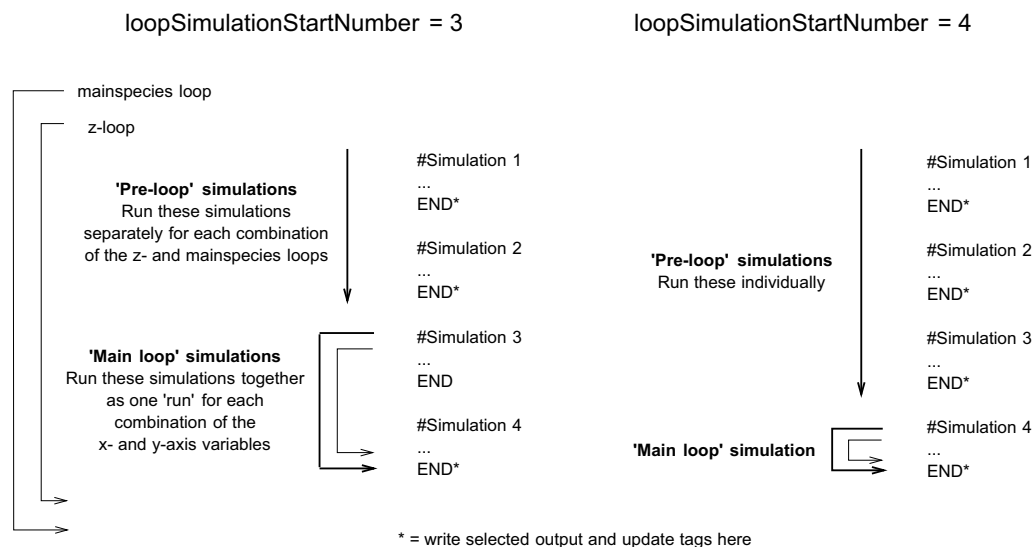 loopSimulationStartNumber = 3
loopSimulationStartNumber = 4
mainspecies loop
z-loop
'Pre-loop' simulations
Run these simulations
separately for each combination
of the z- and mainspecies loops
'Main loop' simulations
Run these simulations together
as one 'run' for each
combination of the
x- and y-axis variables
#Simulation 1
...
END*
#Simulation 2
...
END*
#Simulation 3
...
END
#Simulation 4
...
END*
'Pre-loop' simulations
Run these individually
'Main loop' simulation
#Simulation 1
...
END*
#Simulation 2
...
END*
#Simulation 3
...
END*
#Simulation 4
...
END*
* = write selected output and update tags here